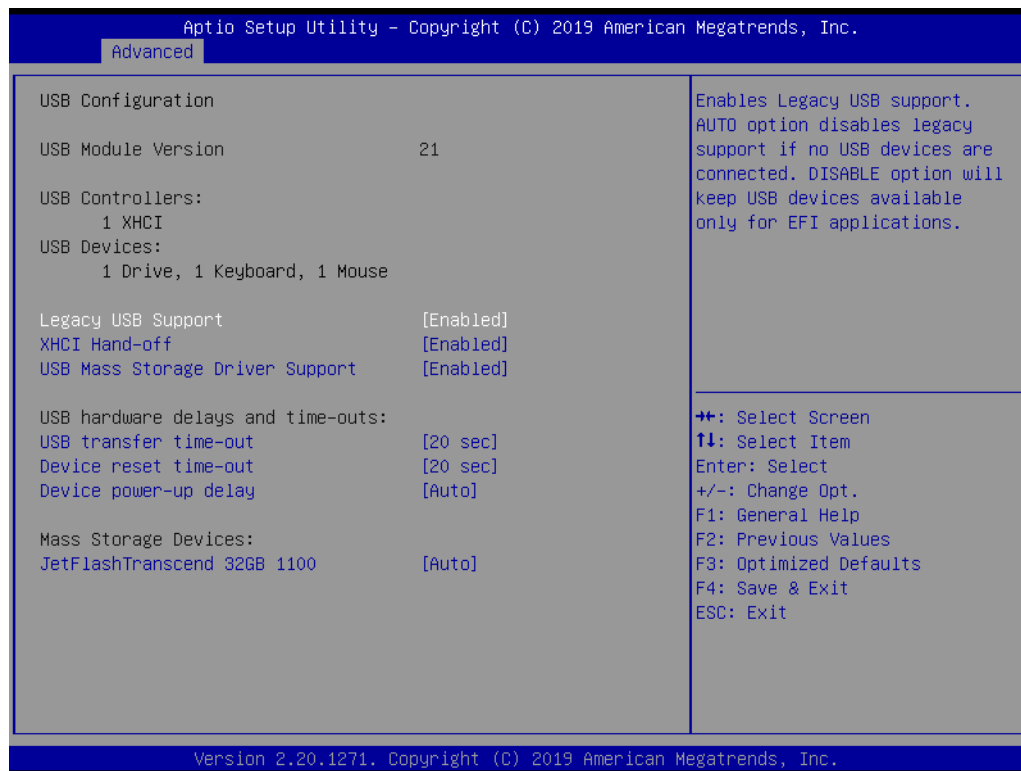 Aptio Setup Utility – Copyright (C) 2019 American Megatrends, Inc.
Advanced
USB Configuration
USB Module Version 21
USB Controllers:
1 XHCI
USB Devices:
1 Drive, 1 Keyboard, 1 Mouse
Legacy USB Support [Enabled]
XHCI Hand-off [Enabled]
USB Mass Storage Driver Support [Enabled]
USB hardware delays and time-outs:
USB transfer time-out [20 sec]
Device reset time-out [20 sec]
Device power-up delay [Auto]
Mass Storage Devices:
JetFlashTranscend 32GB 1100 [Auto]
Enables Legacy USB support.
AUTO option disables legacy
support if no USB devices are
connected. DISABLE option will
keep USB devices available
only for EFI applications.
→←: Select Screen
↑↓: Select Item
Enter: Select
+/-: Change Opt.
F1: General Help
F2: Previous Values
F3: Optimized Defaults
F4: Save & Exit
ESC: Exit
Version 2.20.1271. Copyright (C) 2019 American Megatrends, Inc.